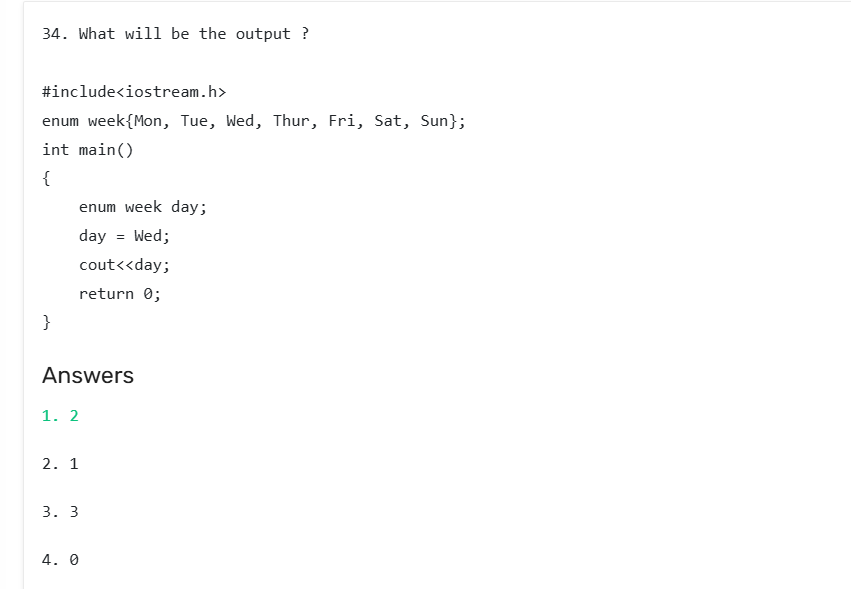 34. What will be the output ?
#include<iostream.h>
enum week{Mon, Tue, Wed, Thur, Fri, Sat, Sun};
int main()
{
    enum week day;
    day = Wed;
    cout<<day;
    return 0;
}
Answers
1. 2
2. 1
3. 3
4. 0